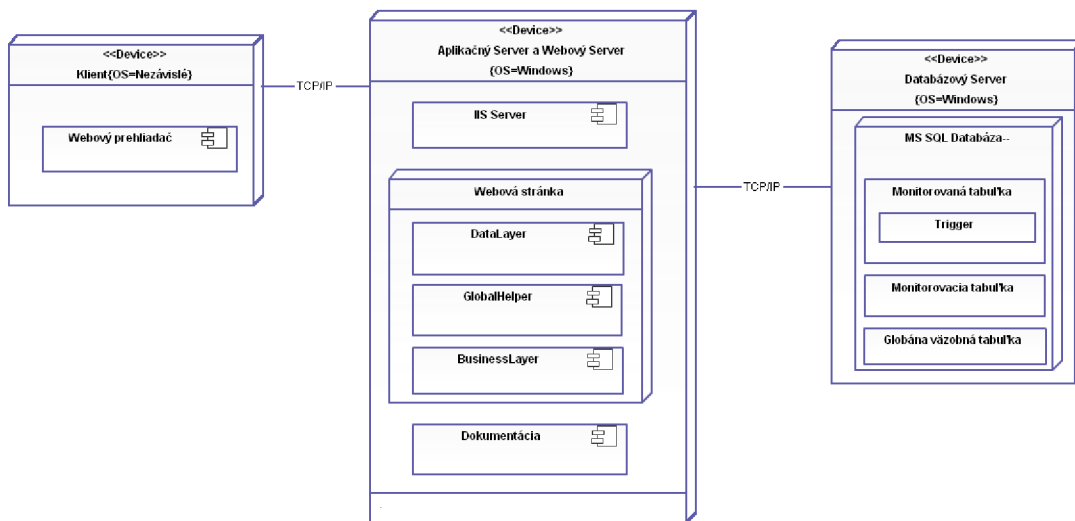 <<Device>>
Klient{OS=Nezávislé}
Webový prehliadač
TCP/IP
<<Device>>
Aplikačný Server a Webový Server
{OS=Windows}
IIS Server
Webová stránka
DataLayer
GlobalHelper
BusinessLayer
Dokumentácia
TCP/IP
<<Device>>
Databázový Server
{OS=Windows}
MS SQL Databáza--
Monitorovaná tabuľka
Trigger
Monitorovacia tabuľka
Globána väzobná tabuľka